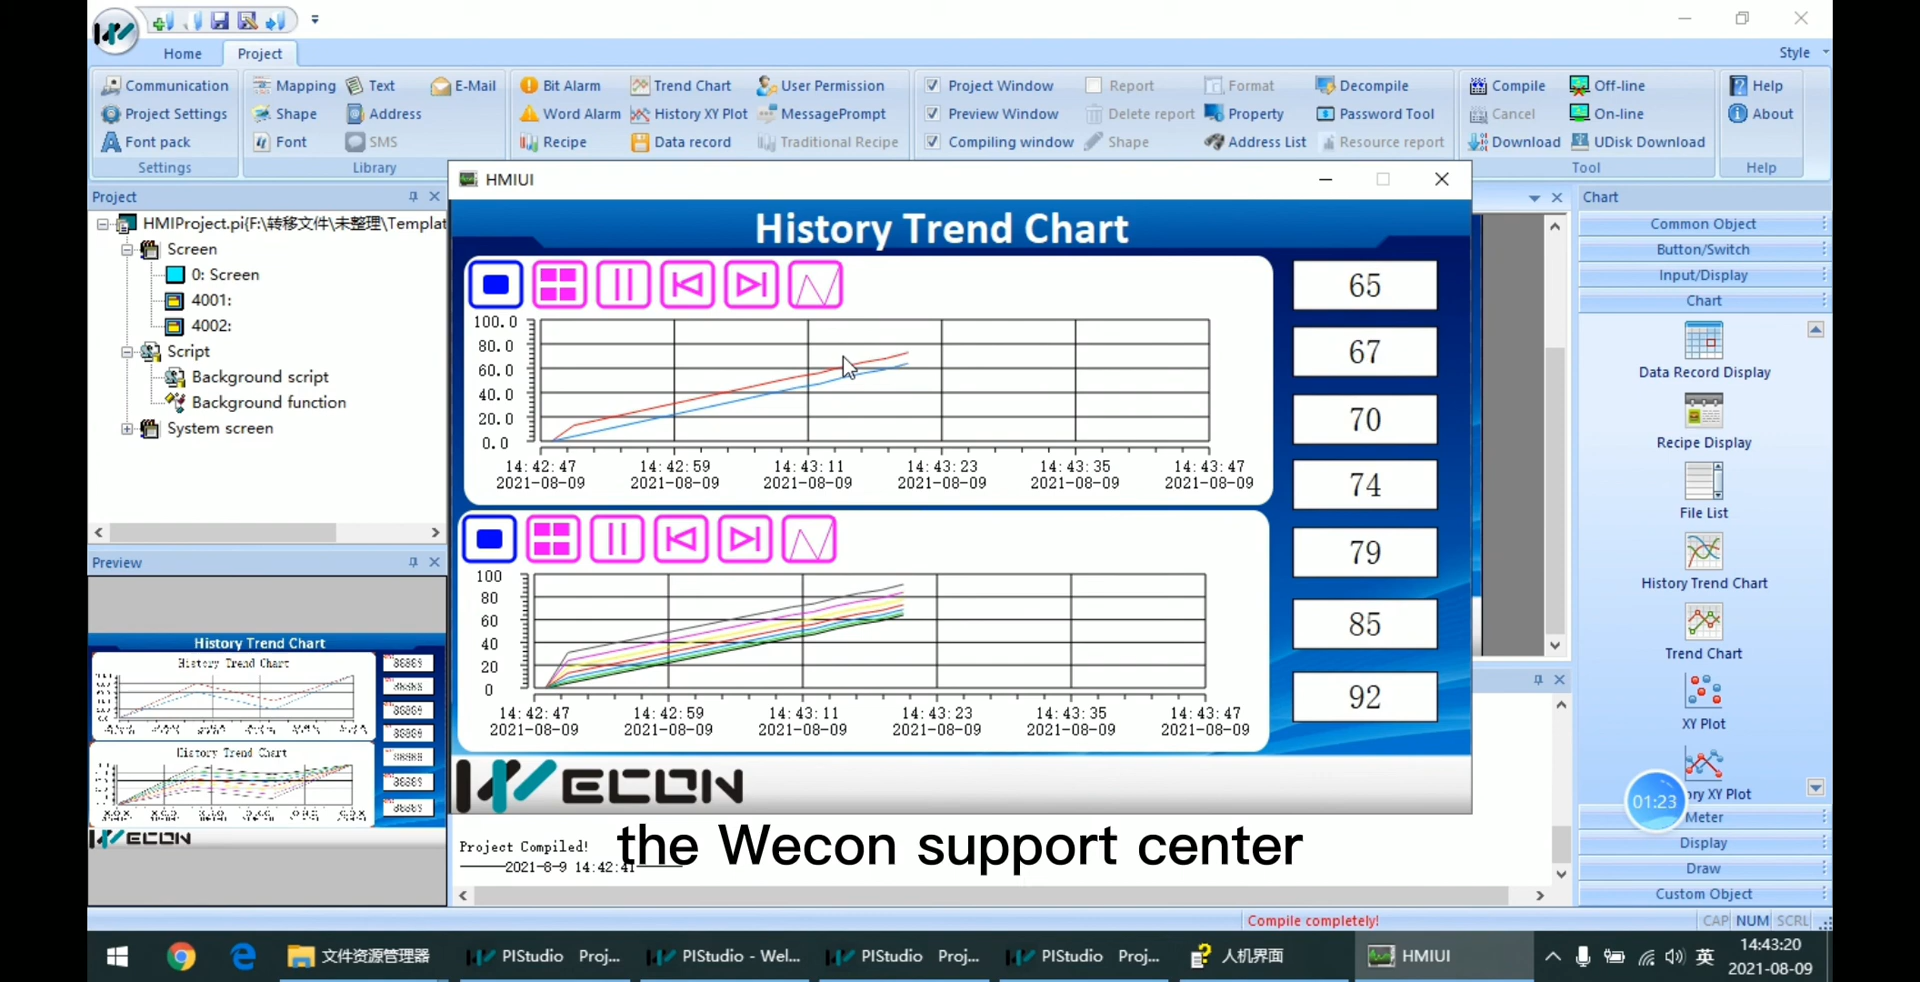 Home Project Style
Communication
Project Settings
Font pack
Settings
Mapping Text E-Mail
Shape Address
Font SMS
Library
Bit Alarm Trend Chart User Permission
Word Alarm History XY Plot MessagePrompt
Recipe Data record Traditional Recipe
Project Window Report Format Decompile
Preview Window Delete report Property Password Tool
Compiling window Shape Address List Resource report
Compile Off-line
Cancel On-line
Download UDisk Download
Tool
Help
About
Help
Project
HMIProject.pi{F:\转移文件\未整理\Templat
Screen
0: Screen
4001:
4002:
Script
Background script
Background function
System screen
Preview
History Trend Chart
History Trend Chart
History Trend Chart
WECON
HMIUI
History Trend Chart
100.0
80.0
60.0
40.0
20.0
0.0
14:42:47 14:42:59 14:43:11 14:43:23 14:43:35 14:43:47
2021-08-09 2021-08-09 2021-08-09 2021-08-09 2021-08-09 2021-08-09
100
80
60
40
20
0
14:42:47 14:42:59 14:43:11 14:43:23 14:43:35 14:43:47
2021-08-09 2021-08-09 2021-08-09 2021-08-09 2021-08-09 2021-08-09
65
67
70
74
79
85
92
WECON
Project Compiled!
2021-8-9 14:42:41
the Wecon support center
Chart
Common Object
Button/Switch
Input/Display
Chart
Data Record Display
Recipe Display
File List
History Trend Chart
Trend Chart
XY Plot
ory XY Plot
01:23
Meter
Display
Draw
Custom Object
Compile completely!
CAP NUM SCRL
文件资源管理器 PIStudio Proj... PIStudio - Wel... PIStudio Proj... PIStudio Proj... 人机界面 HMIUI 英
14:43:20
2021-08-09